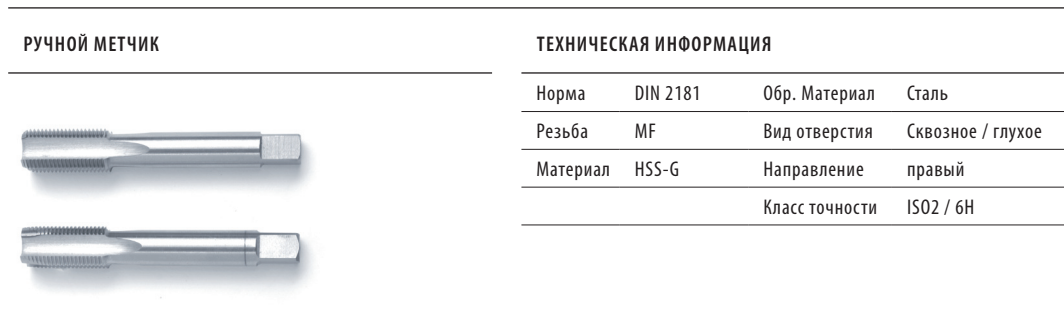 РУЧНОЙ МЕТЧИК
ТЕХНИЧЕСКАЯ ИНФОРМАЦИЯ
Норма DIN 2181 Обр. Материал Сталь
Резьба MF Вид отверстия Сквозное / глухое
Материал HSS-G Направление правый
Класс точности ISO2 / 6H